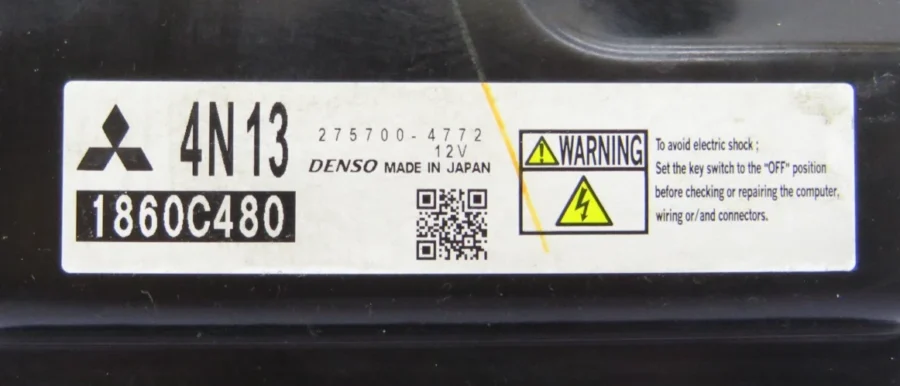 4N13
1860C480
275700-4772
12V
DENSO MADE IN JAPAN
WARNING
To avoid electric shock ;
Set the key switch to the "OFF" position
before checking or repairing the computer,
wiring or/and connectors.